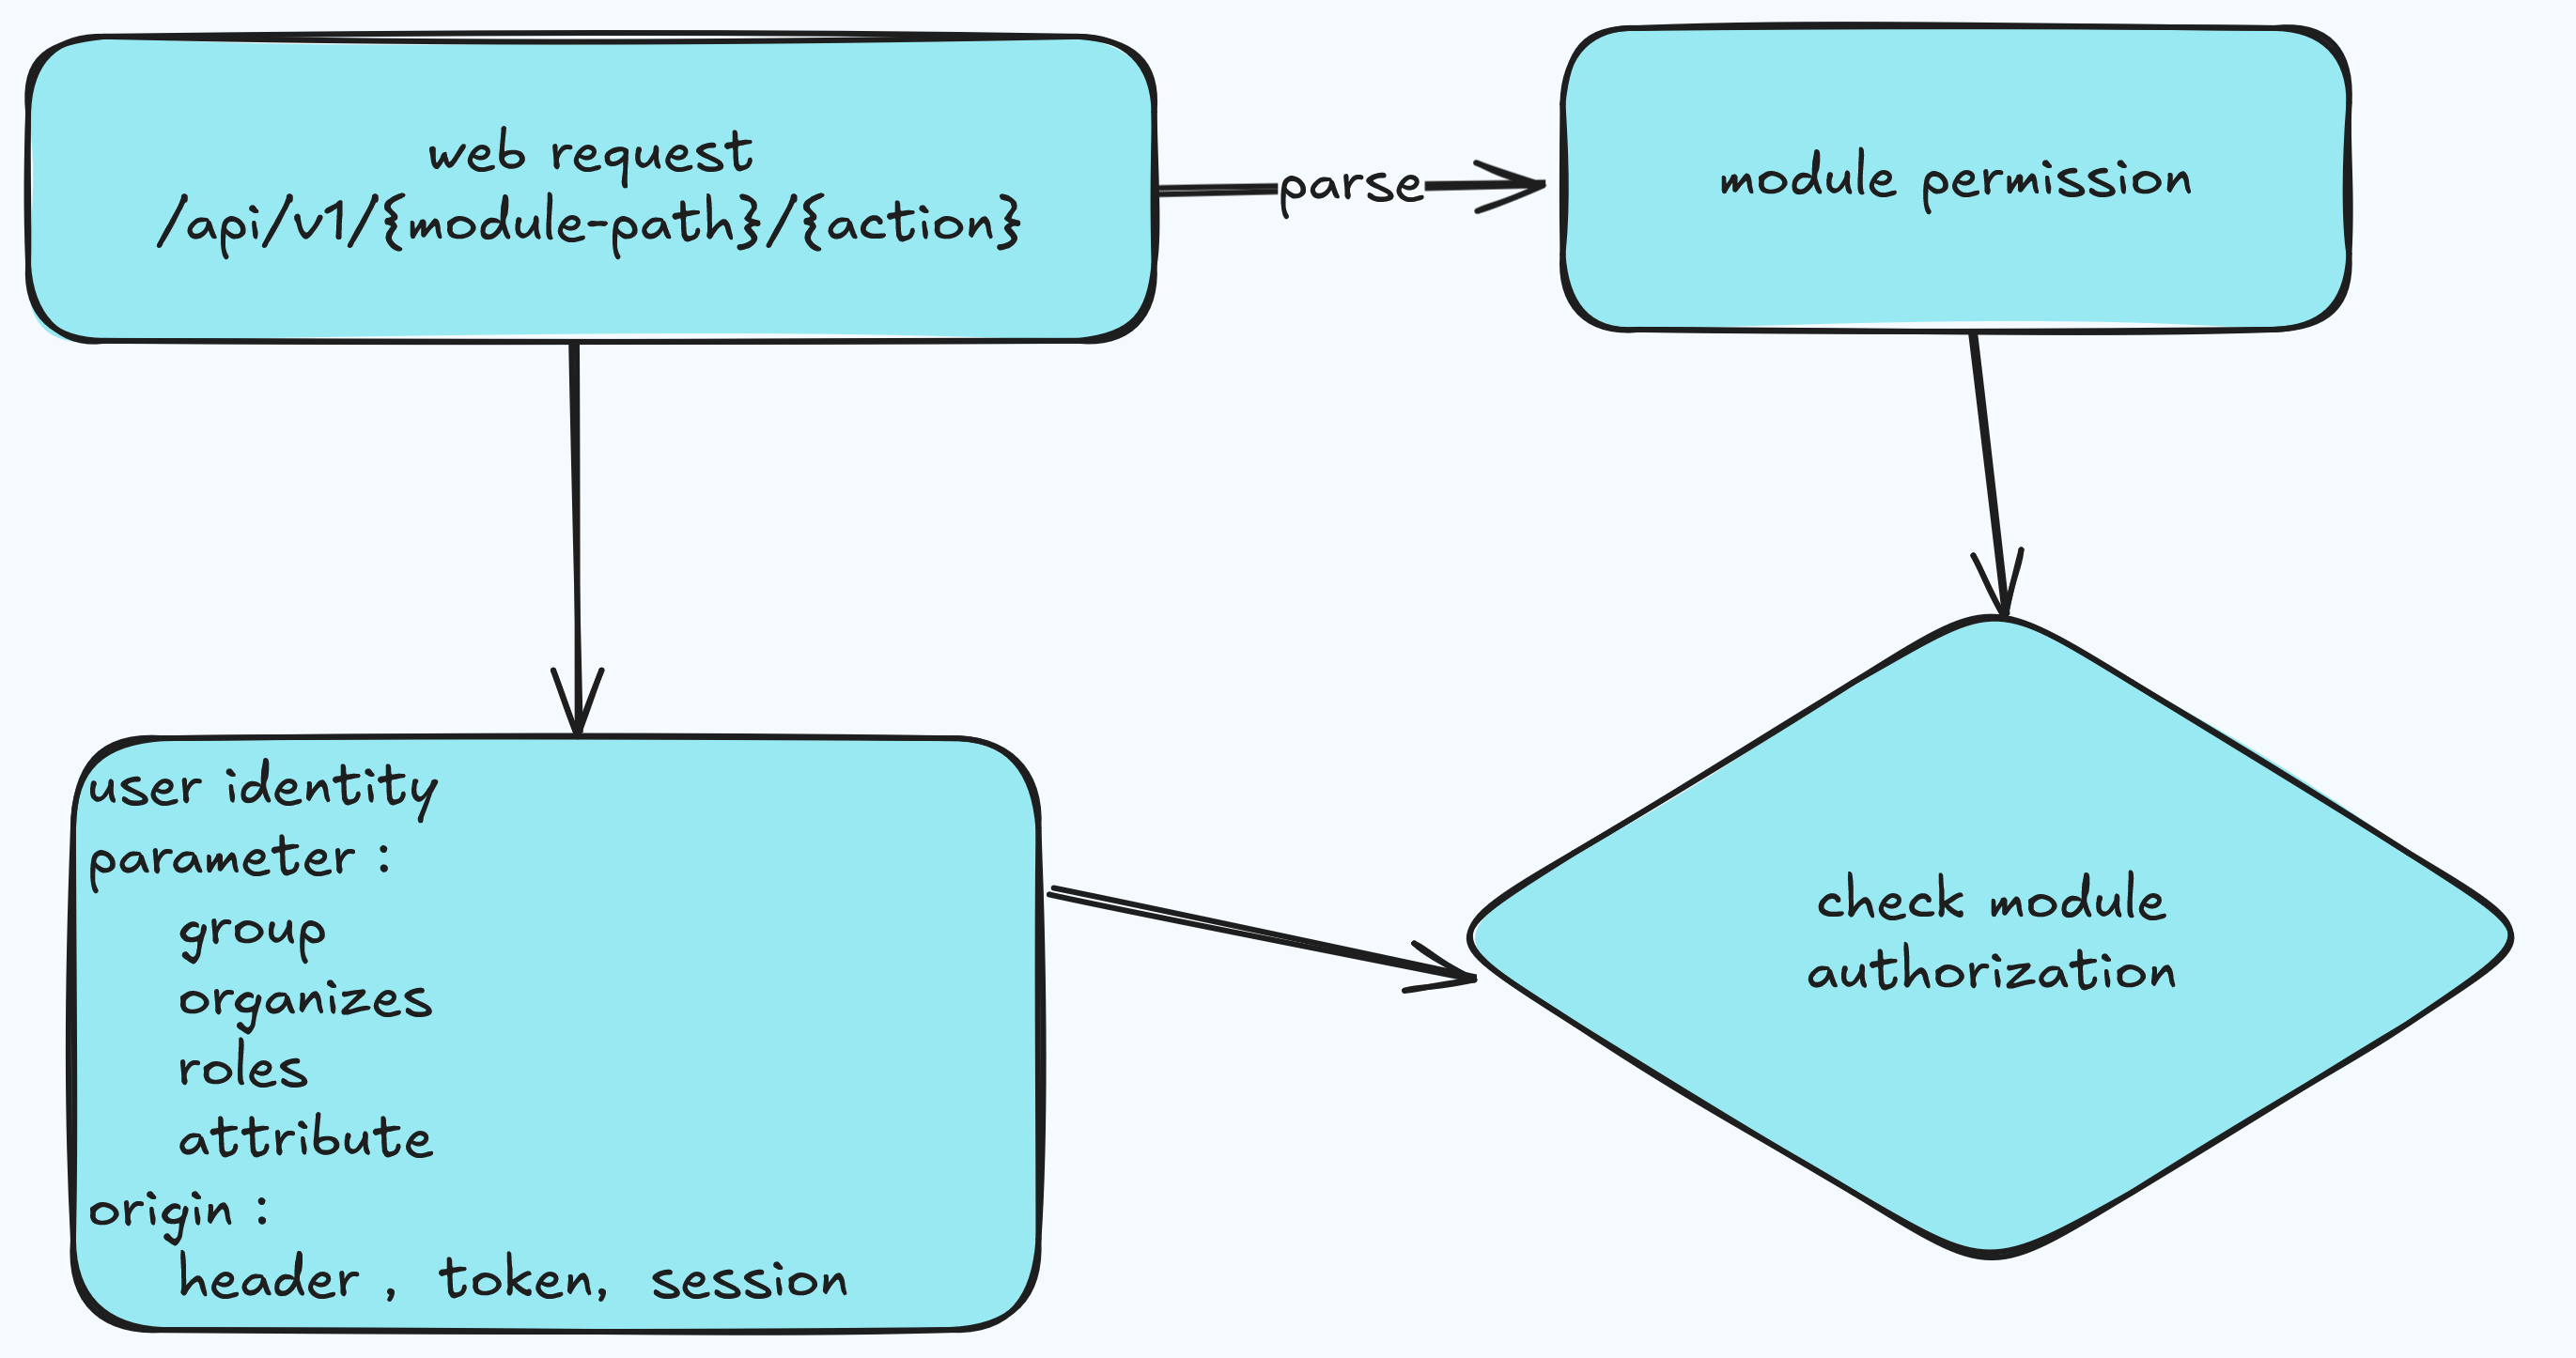 web request
/api/v1/{module-path}/{action}
parse
module permission
user identity
parameter :
group
organizes
roles
attribute
origin :
header , token, session
check module
authorization